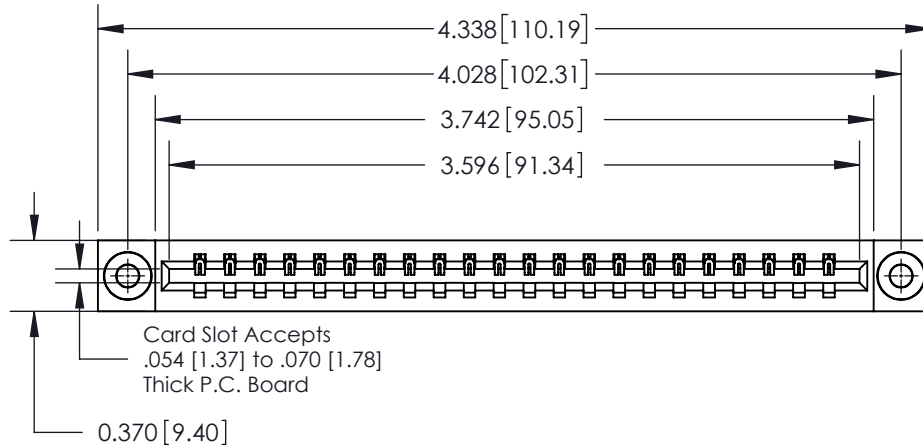 4.338[110.19]
4.028[102.31]
3.742[95.05]
3.596[91.34]
Card Slot Accepts
.054 [1.37] to .070 [1.78]
Thick P.C. Board
0.370[9.40]